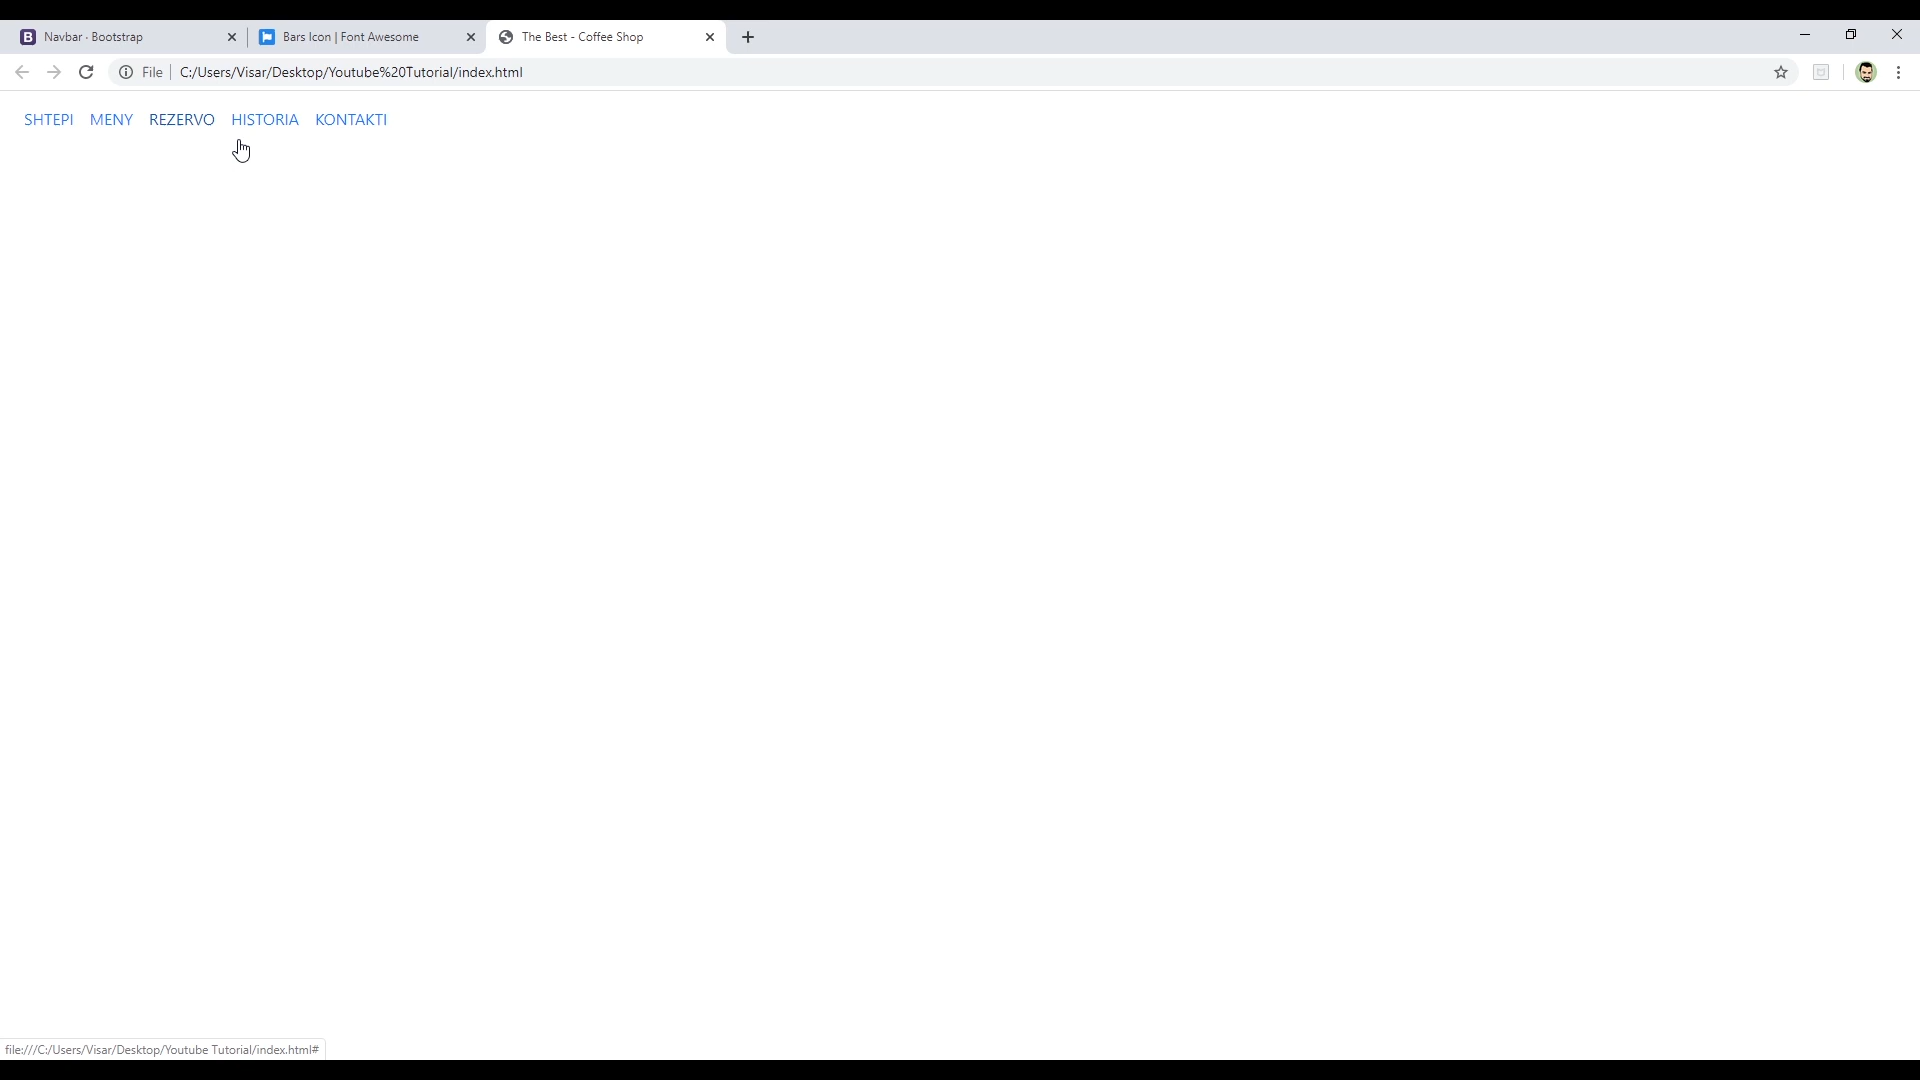 Navbar · Bootstrap
Bars Icon | Font Awesome
The Best - Coffee Shop
File
C:/Users/Visar/Desktop/Youtube%20Tutorial/index.html
SHTEPI MENY REZERVO HISTORIA KONTAKTI
file:///C:/Users/Visar/Desktop/Youtube Tutorial/index.html#